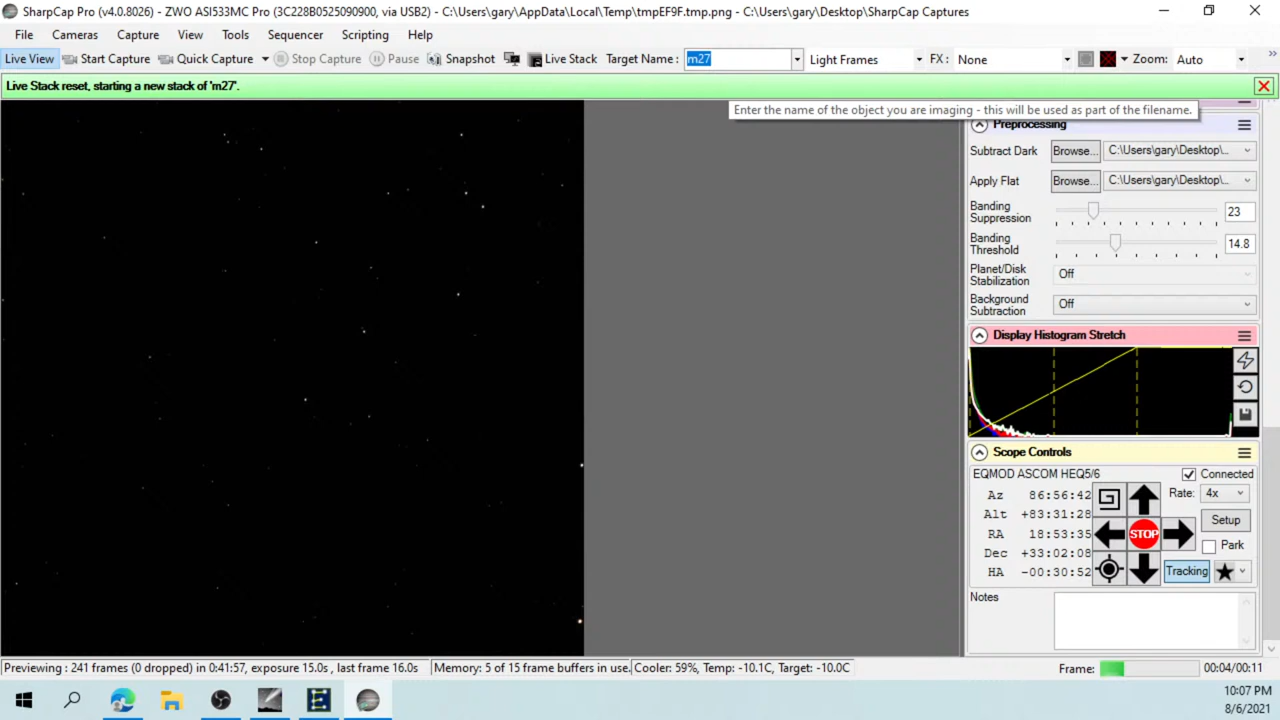 SharpCap Pro (v4.0.8026) - ZWO ASI533MC Pro (3C228B0525090900, via USB2) - C:\Users\gary\AppData\Local\Temp\tmpEF9F.tmp.png - C:\Users\gary\Desktop\SharpCap Captures
File Cameras Capture View Tools Sequencer Scripting Help
Live View Start Capture Quick Capture Stop Capture Pause Snapshot Live Stack Target Name : m27 Light Frames FX : None Zoom: Auto
Live Stack reset, starting a new stack of 'm27'.
Enter the name of the object you are imaging - this will be used as part of the filename.
Preprocessing
Subtract Dark Browse... C:\Users\gary\Desktop\...
Apply Flat Browse... C:\Users\gary\Desktop\...
Banding Suppression 23
Banding Threshold 14.8
Planet/Disk Stabilization Off
Background Subtraction Off
Display Histogram Stretch
Scope Controls
EQMOD ASCOM HEQ5/6 Connected
Az 86:56:42 Rate: 4x
Alt +83:31:28
RA 18:53:35 STOP Setup
Dec +33:02:08 Park
HA -00:30:52 Tracking
Notes
Previewing : 241 frames (0 dropped) in 0:41:57, exposure 15.0s , last frame 16.0s Memory: 5 of 15 frame buffers in use. Cooler: 59%, Temp: -10.1C, Target: -10.0C Frame: 00:04/00:11
10:07 PM
8/6/2021